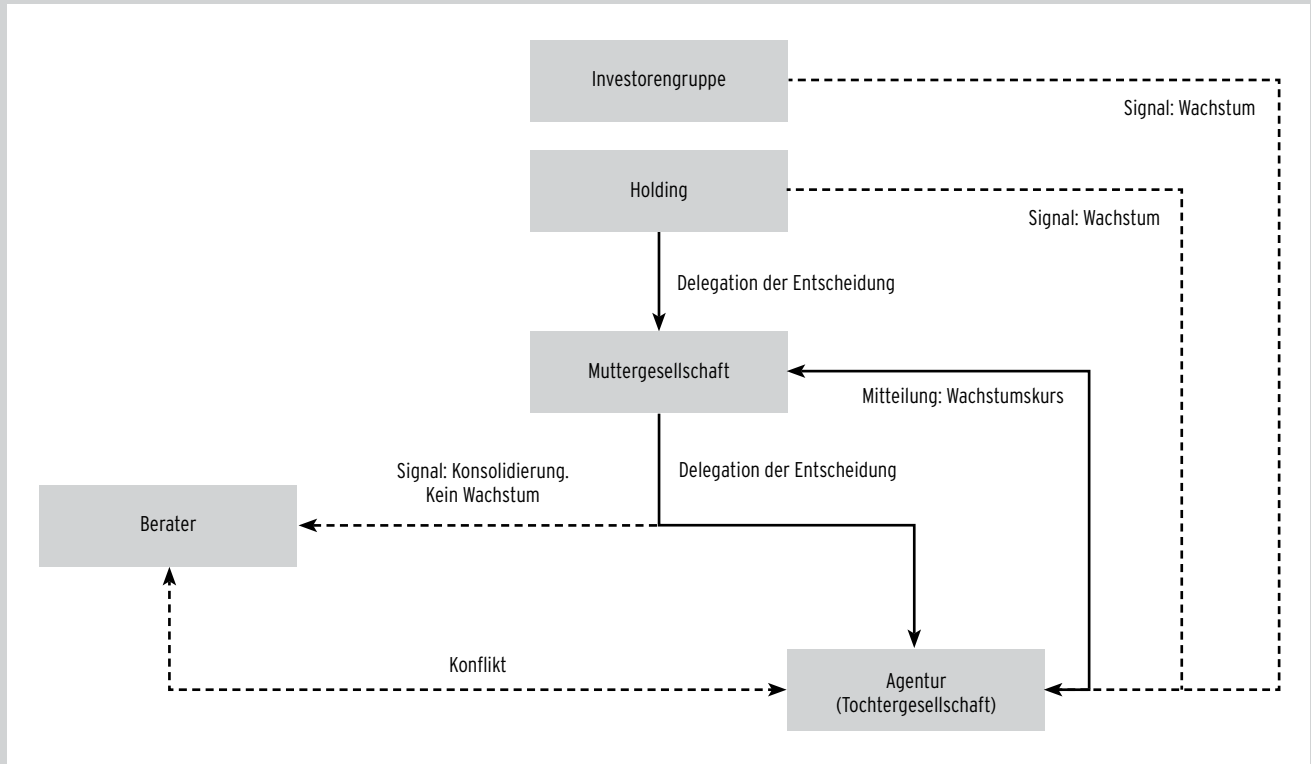 Investorengruppe
Signal: Wachstum
Holding
Signal: Wachstum
Delegation der Entscheidung
Muttergesellschaft
Mitteilung: Wachstumskurs
Signal: Konsolidierung.
Kein Wachstum
Delegation der Entscheidung
Berater
Konflikt
Agentur
(Tochtergesellschaft)